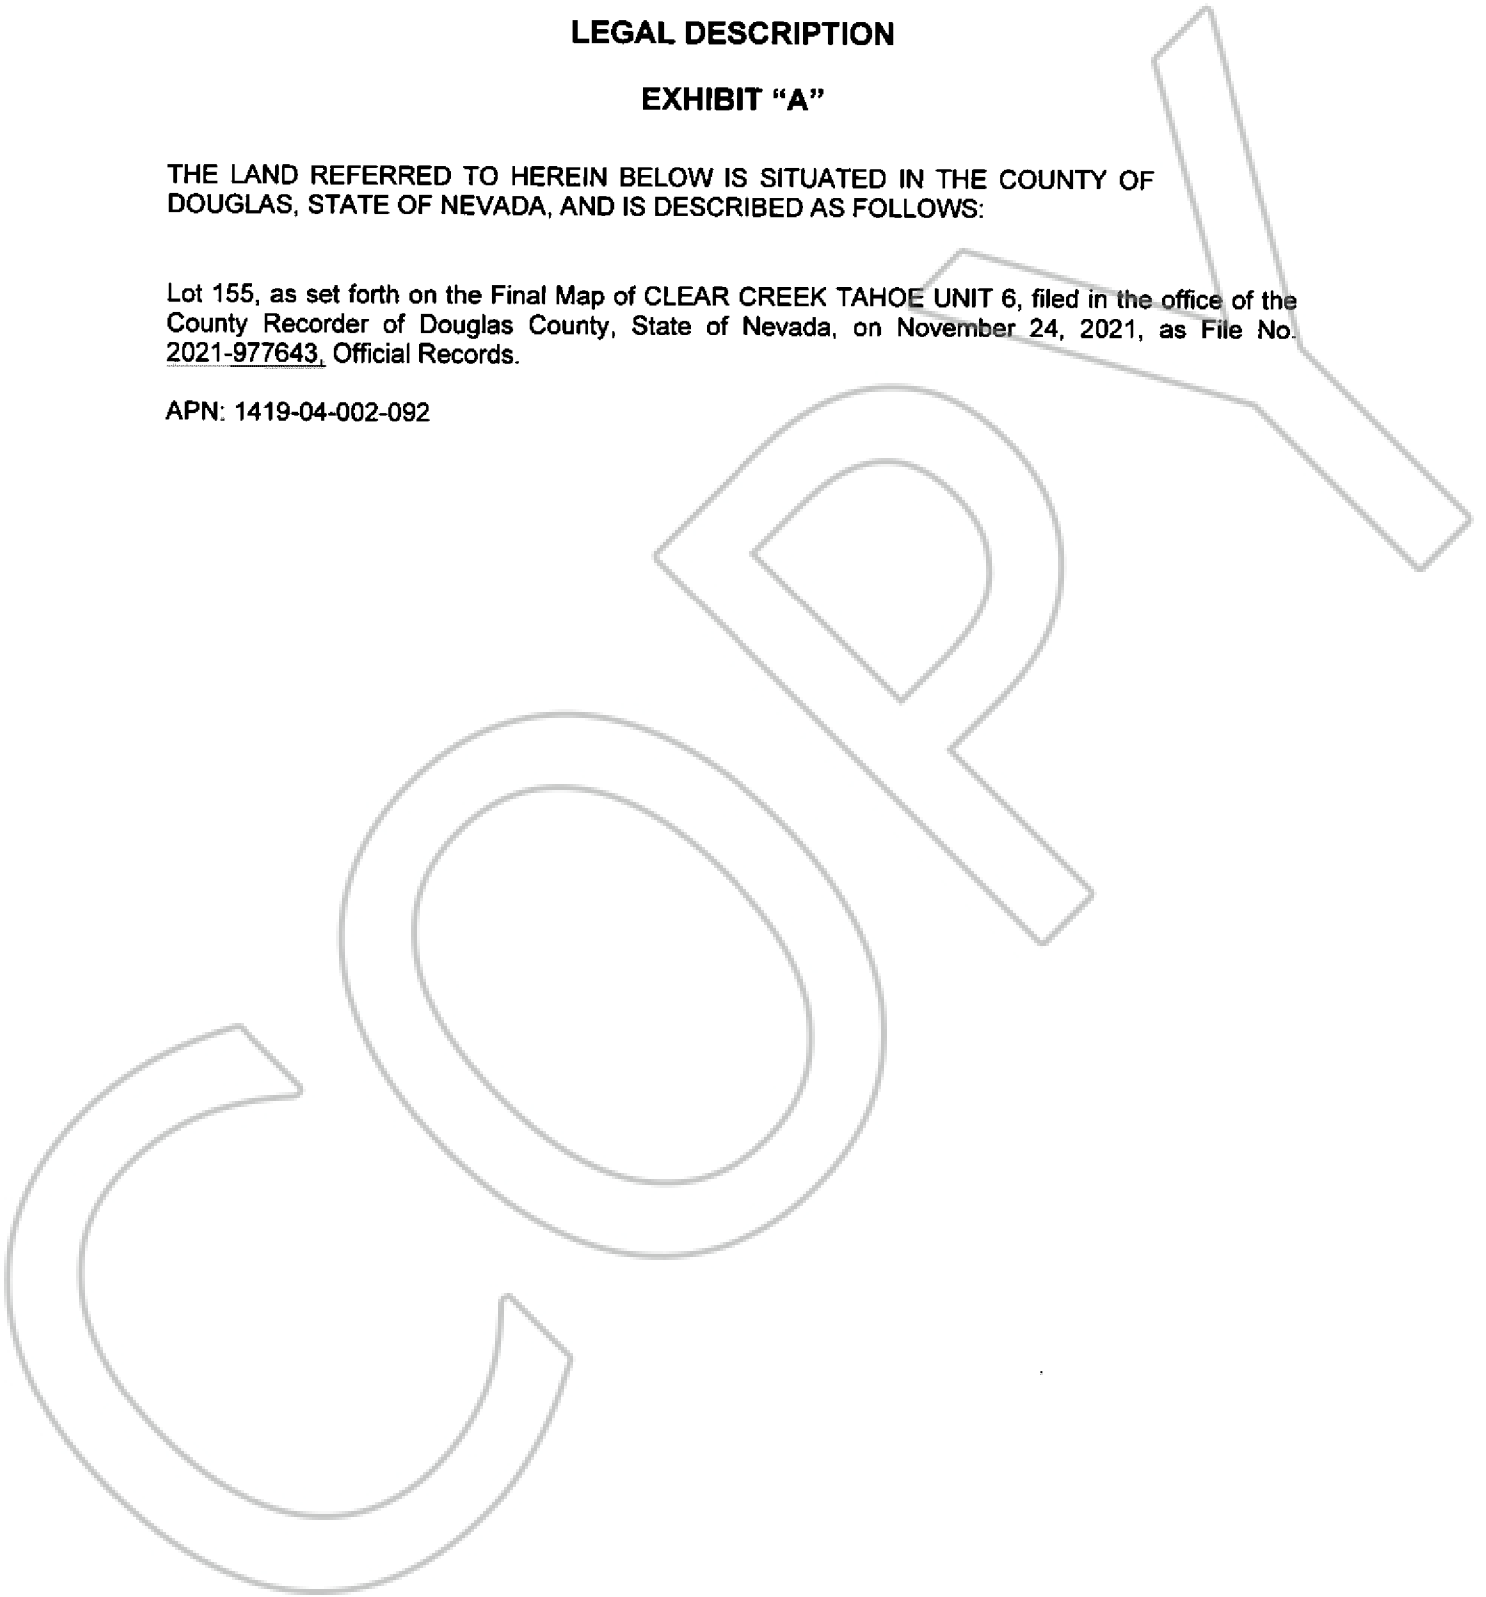 LEGAL DESCRIPTION
EXHIBIT “A”
THE LAND REFERRED TO HEREIN BELOW IS SITUATED IN THE COUNTY OF
DOUGLAS, STATE OF NEVADA, AND IS DESCRIBED AS FOLLOWS:
Lot 155, as set forth on the Final Map of CLEAR CREEK TAHOE UNIT 6, filed in the office of the
County Recorder of Douglas County, State of Nevada, on November 24, 2021, as File No.
2021-977643, Official Records.
APN: 1419-04-002-092
COPY